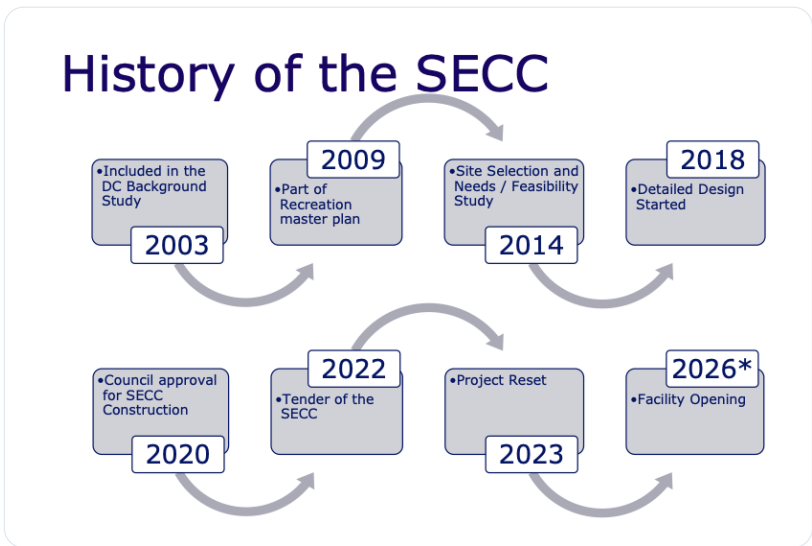 History of the SECC
•Included in the
DC Background
Study
2003
2009
•Part of
Recreation
master plan
•Site Selection and
Needs / Feasibility
Study
2014
2018
•Detailed Design
Started
•Council approval
for SECC
Construction
2020
2022
•Tender of the
SECC
•Project Reset
2023
2026*
•Facility Opening